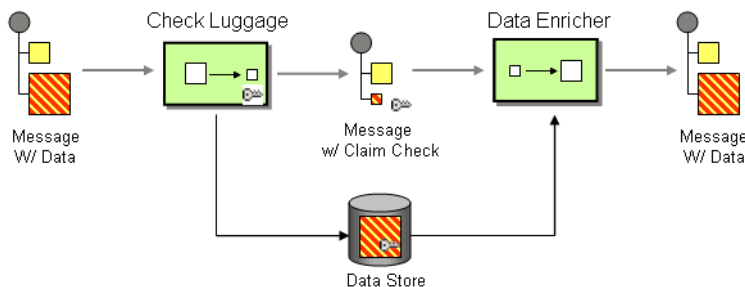 Check Luggage
Data Enricher
Message
W/ Data
Message
w/ Claim Check
Message
W/ Data
Data Store